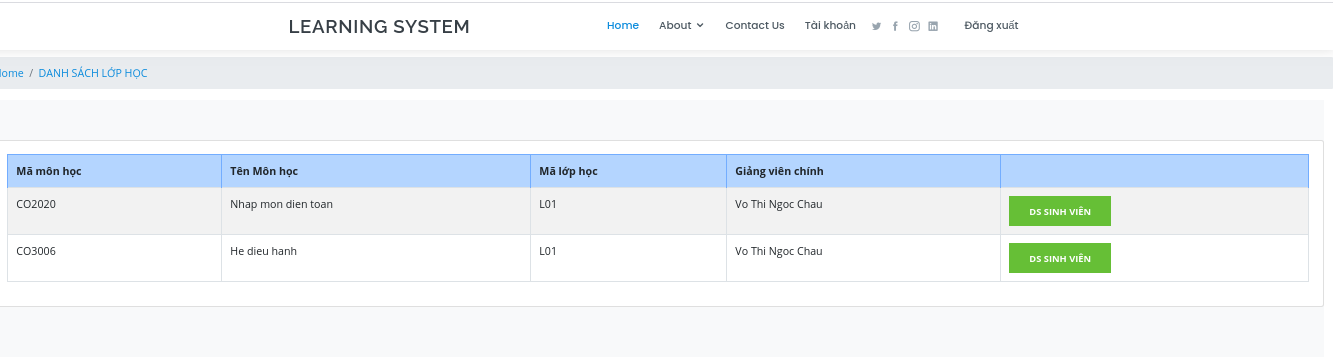 LEARNING SYSTEM Home About Contact Us Tài khoản Đăng xuất
ome / DANH SÁCH LỚP HỌC
Mã môn học Tên Môn học Mã lớp học Giảng viên chính
CO2020 Nhap mon dien toan L01 Vo Thi Ngoc Chau DS SINH VIÊN
CO3006 He dieu hanh L01 Vo Thi Ngoc Chau DS SINH VIÊN